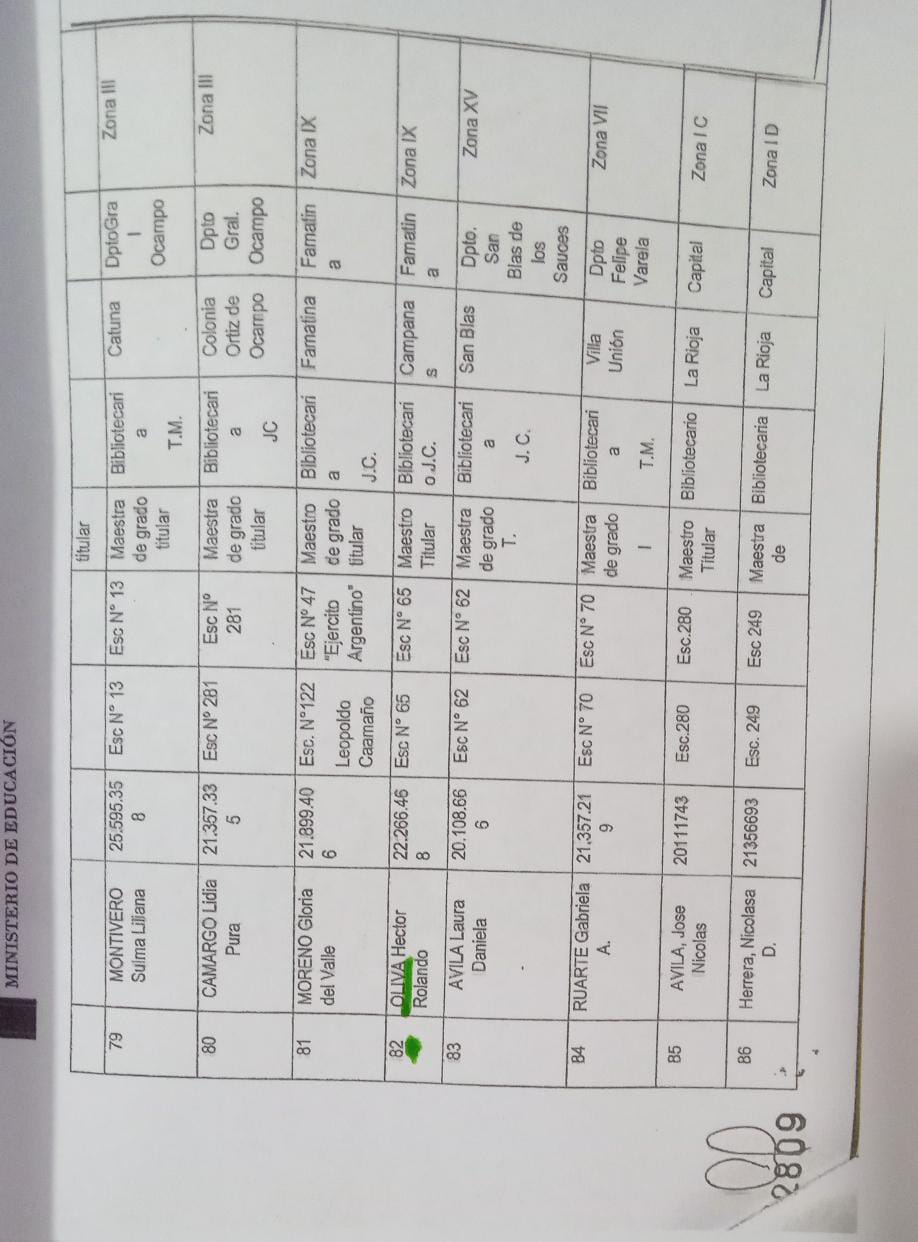 MINISTERIO DE EDUCACIÓN
titular
79 | MONTIVERO Sulma Liliana | 25.595.358 | Esc N° 13 | Esc N° 13 | Maestra de grado titular | Bibliotecaria T.M. | Catuna | DptoGral Ocampo | Zona III
80 | CAMARGO Lidia Pura | 21.357.335 | Esc Nº 281 | Esc Nº 281 | Maestra de grado titular | Bibliotecaria JC | Colonia Ortiz de Ocampo | Dpto Gral. Ocampo | Zona III
81 | MORENO Gloria del Valle | 21.899.406 | Esc. N°122 Leopoldo Caamaño | Esc Nº 47 "Ejercito Argentino" | Maestro de grado titular | Bibliotecaria J.C. | Famatina | Famatina | Zona IX
82 | OLIVA Hector Rolando | 22.266.468 | Esc N° 65 | Esc N° 65 | Maestro Titular | Bibliotecario J.C. | Campanas | Famatina | Zona IX
83 | AVILA Laura Daniela | 20.108.666 | Esc N° 62 | Esc N° 62 | Maestra de grado T. | Bibliotecaria J. C. | San Blas | Dpto. San Blas de los Sauces | Zona XV
84 | RUARTE Gabriela A. | 21.357.219 | Esc N° 70 | Esc N° 70 | Maestra de grado I | Bibliotecaria T.M. | Villa Unión | Dpto Felipe Varela | Zona VII
85 | AVILA, Jose Nicolas | 20111743 | Esc.280 | Esc.280 | Maestro Titular | Bibliotecario | La Rioja | Capital | Zona I C
86 | Herrera, Nicolasa D. | 21356693 | Esc. 249 | Esc 249 | Maestra de | Bibliotecaria | La Rioja | Capital | Zona I D
2809